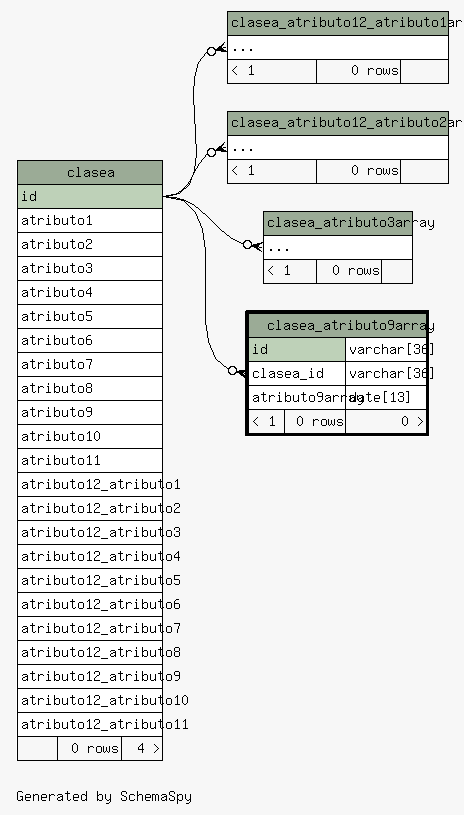 clasea_atributo12_atributo1ar
...
< 1 0 rows
clasea_atributo12_atributo2ar
...
< 1 0 rows
clasea
id
atributo1
atributo2
atributo3
atributo4
atributo5
atributo6
atributo7
atributo8
atributo9
atributo10
atributo11
atributo12_atributo1
atributo12_atributo2
atributo12_atributo3
atributo12_atributo4
atributo12_atributo5
atributo12_atributo6
atributo12_atributo7
atributo12_atributo8
atributo12_atributo9
atributo12_atributo10
atributo12_atributo11
0 rows 4 >
clasea_atributo3array
...
< 1 0 rows
clasea_atributo9array
id varchar[36]
clasea_id varchar[36]
atributo9array date[13]
< 1 0 rows 0 >
Generated by SchemaSpy